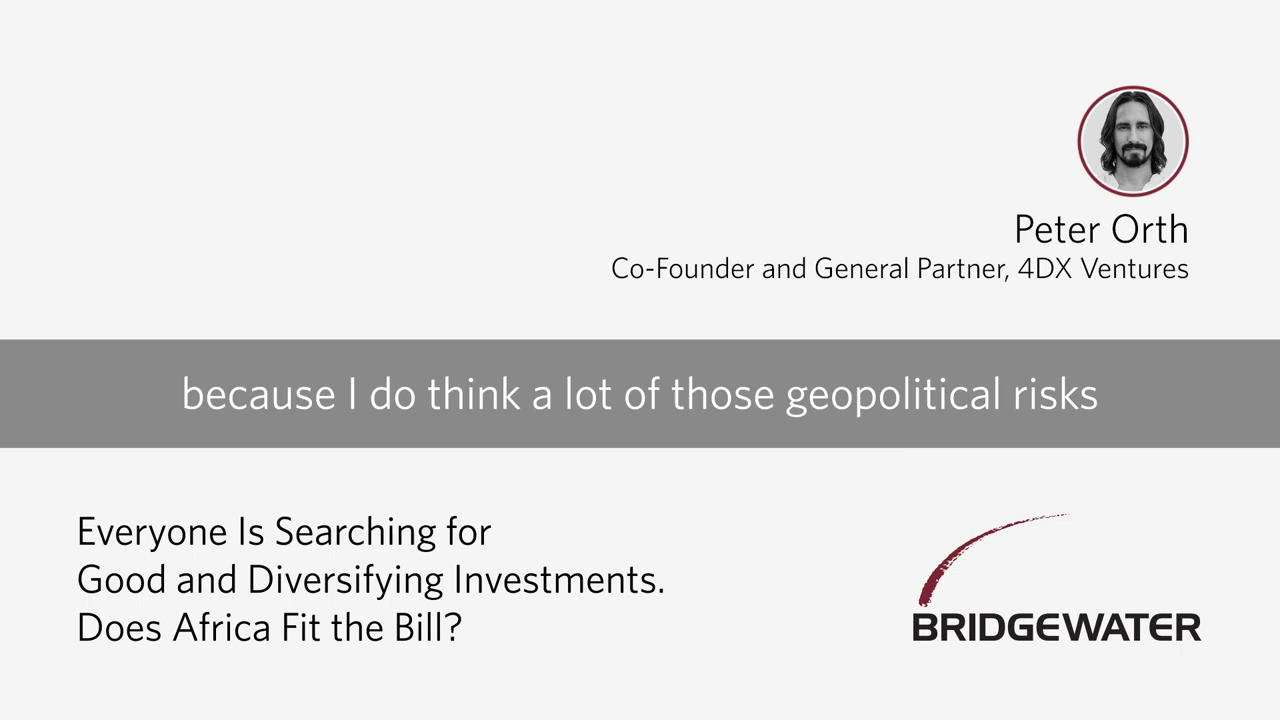 Peter Orth
Co-Founder and General Partner, 4DX Ventures
because I do think a lot of those geopolitical risks
Everyone Is Searching for
Good and Diversifying Investments.
Does Africa Fit the Bill?
BRIDGEWATER